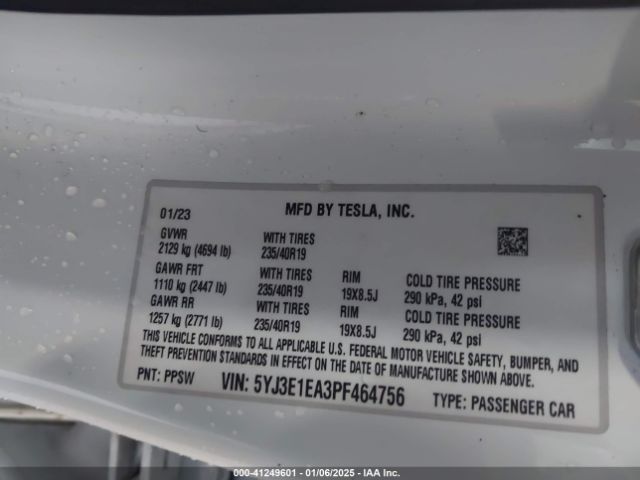 01/23 MFD BY TESLA, INC.
GVWR WITH TIRES
2129 kg (4694 lb) 235/40R19
GAWR FRT WITH TIRES RIM COLD TIRE PRESSURE
1110 kg (2447 lb) 235/40R19 19X8.5J 290 kPa, 42 psi
GAWR RR WITH TIRES RIM COLD TIRE PRESSURE
1257 kg (2771 lb) 235/40R19 19X8.5J 290 kPa, 42 psi
THIS VEHICLE CONFORMS TO ALL APPLICABLE U.S. FEDERAL MOTOR VEHICLE SAFETY, BUMPER, AND
THEFT PREVENTION STANDARDS IN EFFECT ON THE DATE OF MANUFACTURE SHOWN ABOVE.
PNT: PPSW VIN: 5YJ3E1EA3PF464756 TYPE: PASSENGER CAR
000-41249601 - 01/06/2025 - IAA Inc.